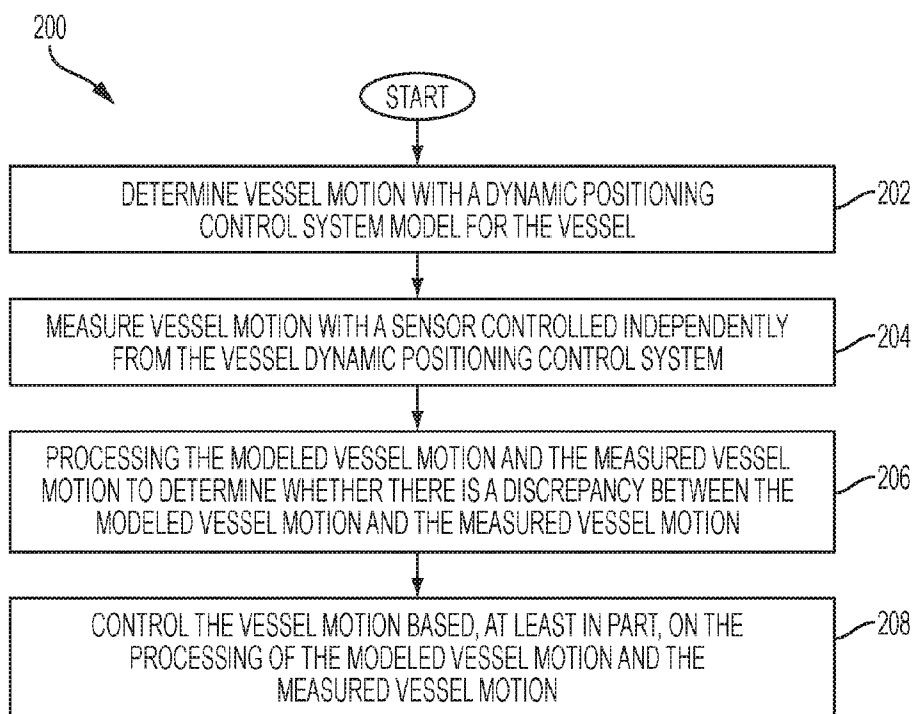 200
START
DETERMINE VESSEL MOTION WITH A DYNAMIC POSITIONING
CONTROL SYSTEM MODEL FOR THE VESSEL
202
MEASURE VESSEL MOTION WITH A SENSOR CONTROLLED INDEPENDENTLY
FROM THE VESSEL DYNAMIC POSITIONING CONTROL SYSTEM
204
PROCESSING THE MODELED VESSEL MOTION AND THE MEASURED VESSEL
MOTION TO DETERMINE WHETHER THERE IS A DISCREPANCY BETWEEN THE
MODELED VESSEL MOTION AND THE MEASURED VESSEL MOTION
206
CONTROL THE VESSEL MOTION BASED, AT LEAST IN PART, ON THE
PROCESSING OF THE MODELED VESSEL MOTION AND THE
MEASURED VESSEL MOTION
208